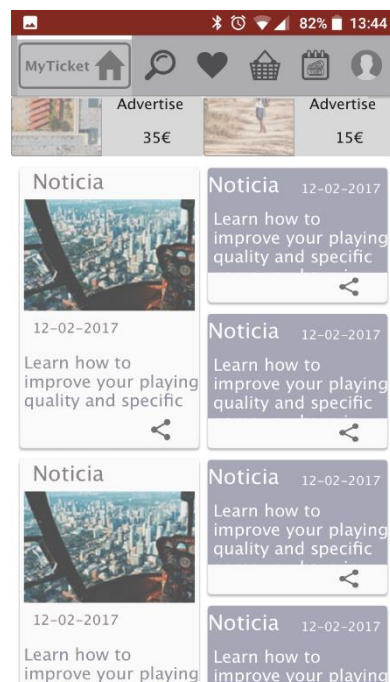 82% 13:44
MyTicket
Advertise
35€
Advertise
15€
Noticia
12-02-2017
Learn how to
improve your playing
quality and specific
Noticia 12-02-2017
Learn how to
improve your playing
quality and specific
Noticia 12-02-2017
Learn how to
improve your playing
quality and specific
Noticia
12-02-2017
Learn how to
improve your playing
Noticia 12-02-2017
Learn how to
improve your playing
quality and specific
Noticia 12-02-2017
Learn how to
improve your playing